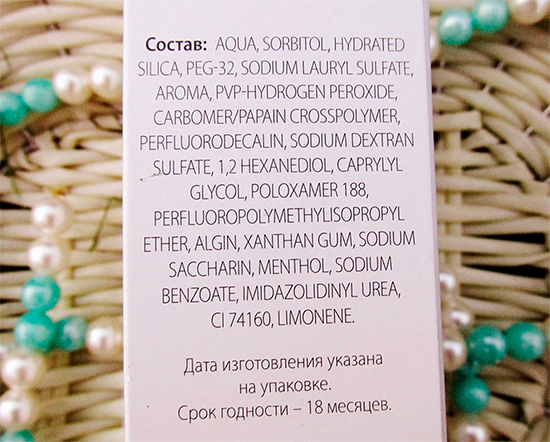 Состав: AQUA, SORBITOL, HYDRATED
SILICA, PEG-32, SODIUM LAURYL SULFATE,
AROMA, PVP-HYDROGEN PEROXIDE,
CARBOMER/PAPAIN CROSSPOLYMER,
PERFLUORODECALIN, SODIUM DEXTRAN
SULFATE, 1,2 HEXANEDIOL, CAPRYLYL
GLYCOL, POLOXAMER 188,
PERFLUOROPOLYMETHYLISOPROPYL
ETHER, ALGIN, XANTHAN GUM, SODIUM
SACCHARIN, MENTHOL, SODIUM
BENZOATE, IMIDAZOLIDINYL UREA,
CI 74160, LIMONENE.
Дата изготовления указана
на упаковке.
Срок годности – 18 месяцев.